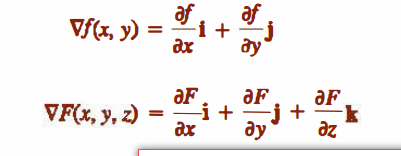 ∇f(x, y) = ∂f/∂x i + ∂f/∂y j
∇F(x, y, z) = ∂F/∂x i + ∂F/∂y j + ∂F/∂z k